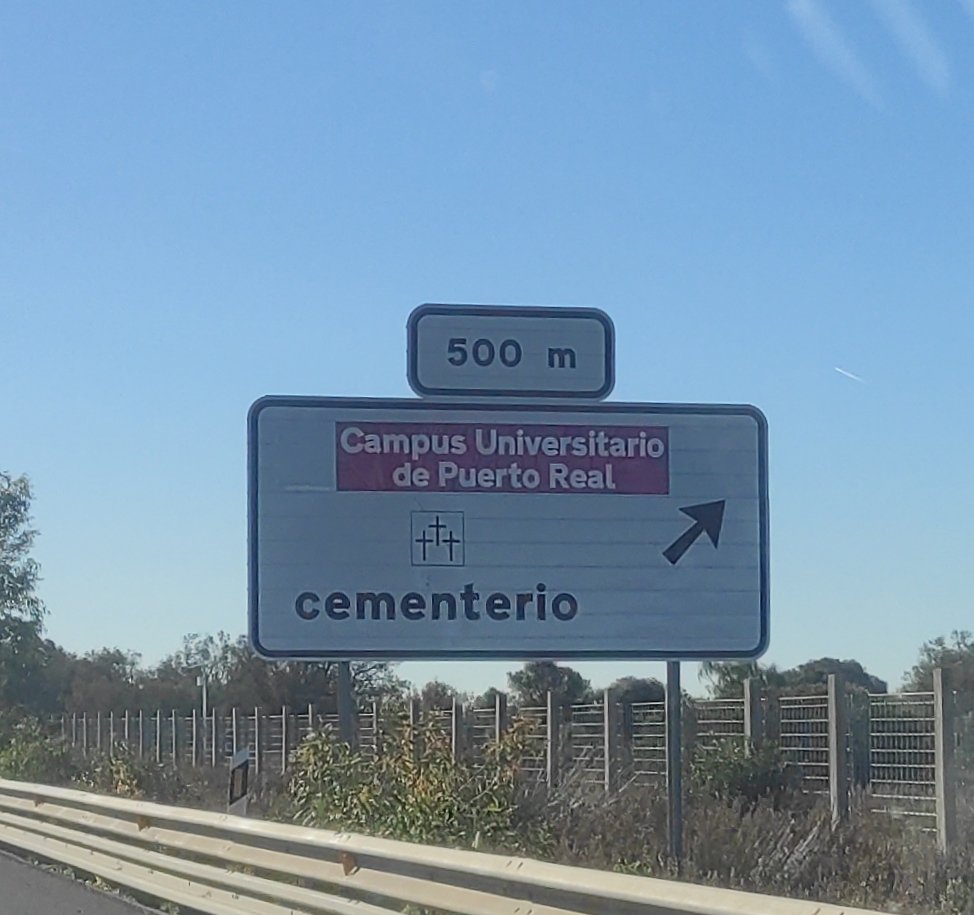 500 m
Campus Universitario
de Puerto Real
cementerio